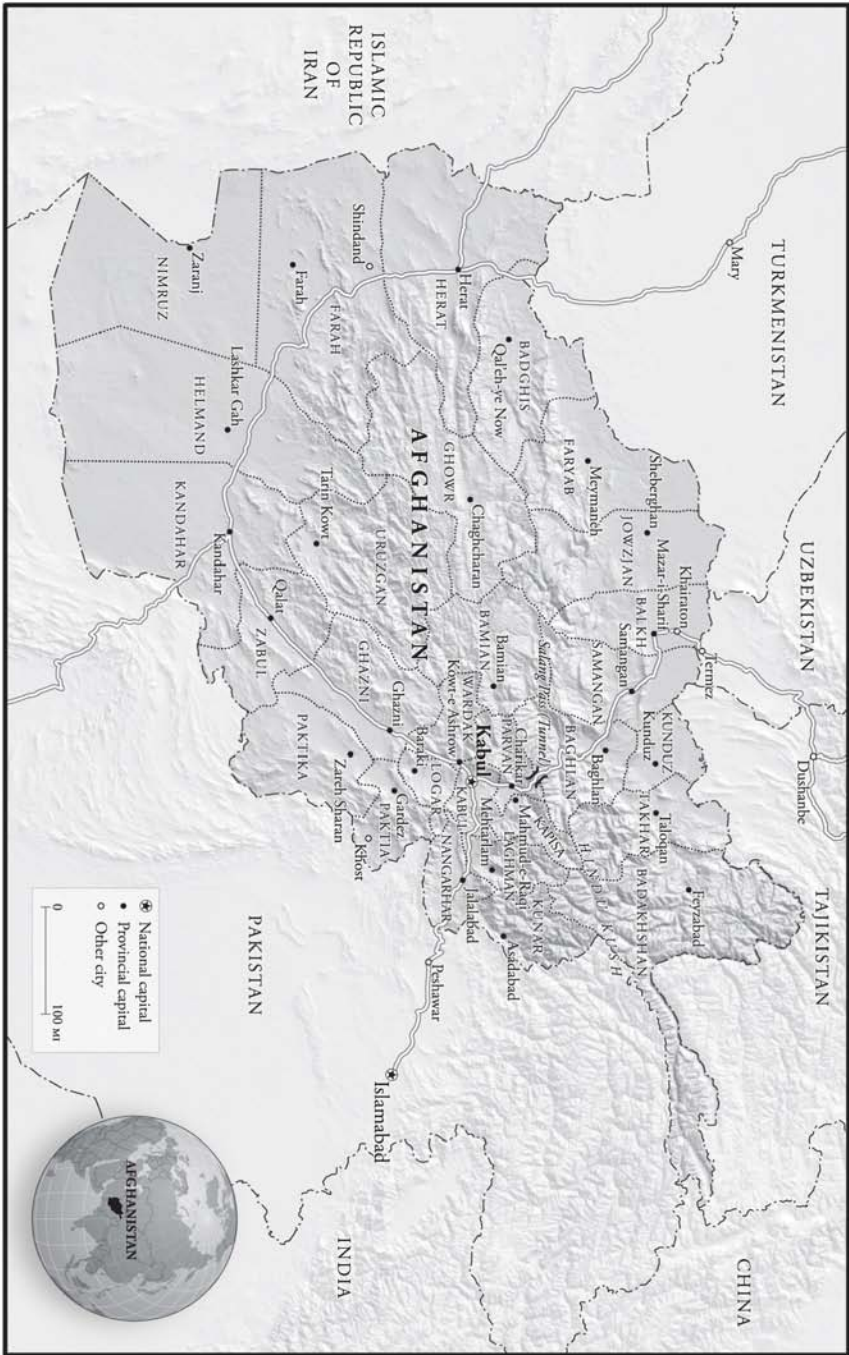 TURKMENISTAN
UZBEKISTAN
TAJIKISTAN
CHINA
Dushanbe
Mary
Termez
Khairaton
Sheberghan
Mazar-i-Sharif
JOWZJAN
BALKH
KUNDUZ
Kunduz
Taloqan
Feyzabad
TAKHAR
BADAKHSHAN
Samangan
SAMANGAN
Baghlan
BAGHLAN
Meymaneh
FARYAB
BADGHIS
Qal'eh-ye Now
HINDU KUSH
Salang Pass Tunnel
Herat
HERAT
Chaghcharan
GHOWR
BAMIAN
Bamian
PARVAN
Charikar
Mahmud-e-Raqi
KAPISA
LAGHMAN
Mehtarlam
KUNAR
Asadabad
WARDAK
Kowt-e Ashrow
Kabul
KABUL
Jalalabad
NANGARHAR
Peshawar
Islamabad
AFGHANISTAN
ISLAMIC
REPUBLIC
OF
IRAN
Shindand
Farah
FARAH
URUZGAN
Tarin Kowt
GHAZNI
Ghazni
Baraki
LOGAR
Gardez
PAKTIA
Khost
Zareh Sharan
PAKTIKA
Qalat
ZABUL
Zaranj
NIMRUZ
Lashkar Gah
HELMAND
Kandahar
KANDAHAR
PAKISTAN
INDIA
National capital
Provincial capital
Other city
0 100 MI
AFGHANISTAN